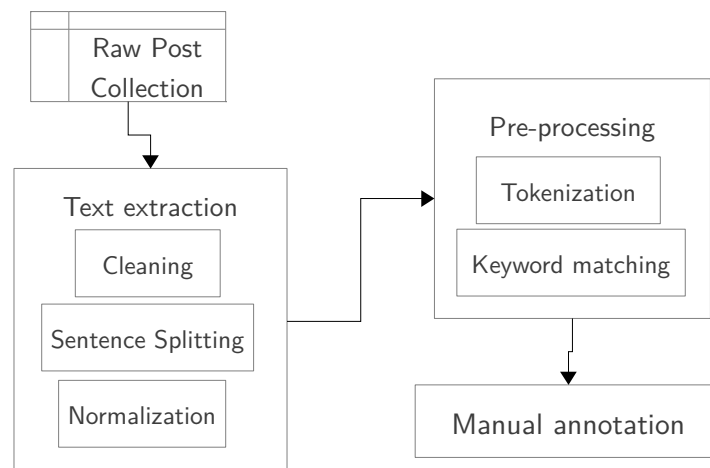 Raw Post
Collection
Text extraction
Cleaning
Sentence Splitting
Normalization
Pre-processing
Tokenization
Keyword matching
Manual annotation